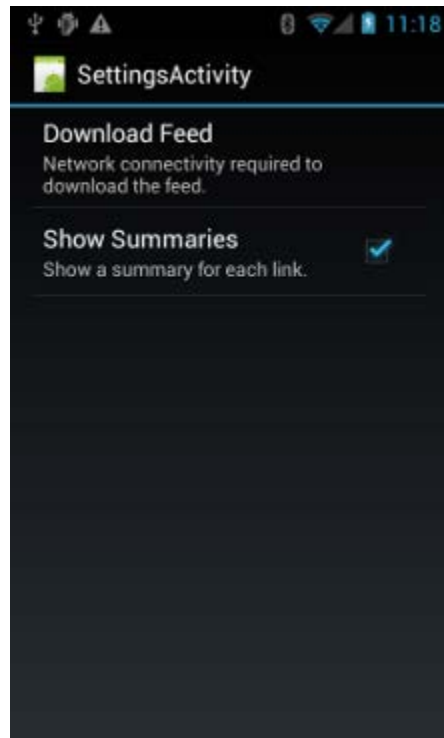 11:18
SettingsActivity
Download Feed
Network connectivity required to
download the feed.
Show Summaries
Show a summary for each link.